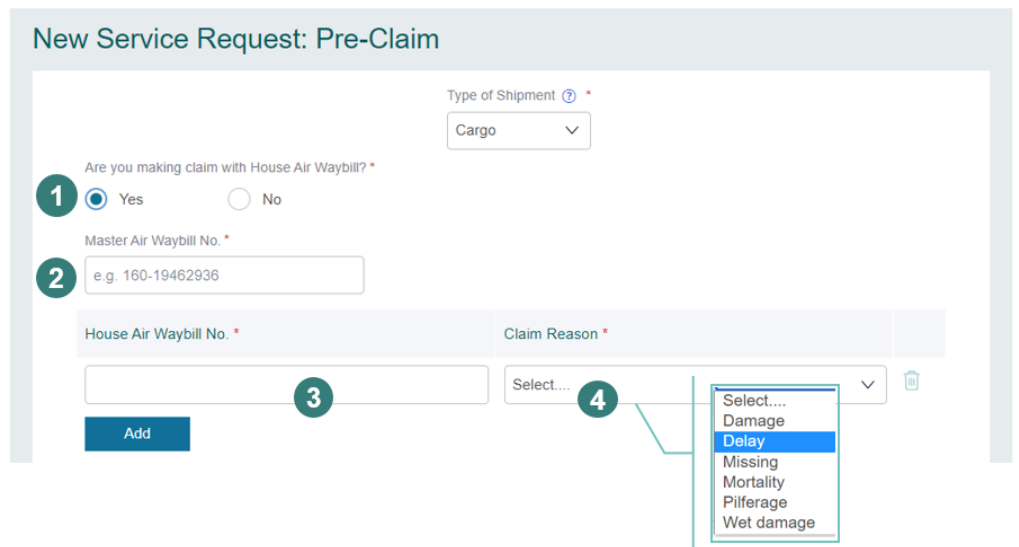 New Service Request: Pre-Claim
Type of Shipment ? *
Cargo
Are you making claim with House Air Waybill? *
1 Yes No
Master Air Waybill No. *
2 e.g. 160-19462936
House Air Waybill No. * Claim Reason *
3 Select.... 4
Add
Select....
Damage
Delay
Missing
Mortality
Pilferage
Wet damage